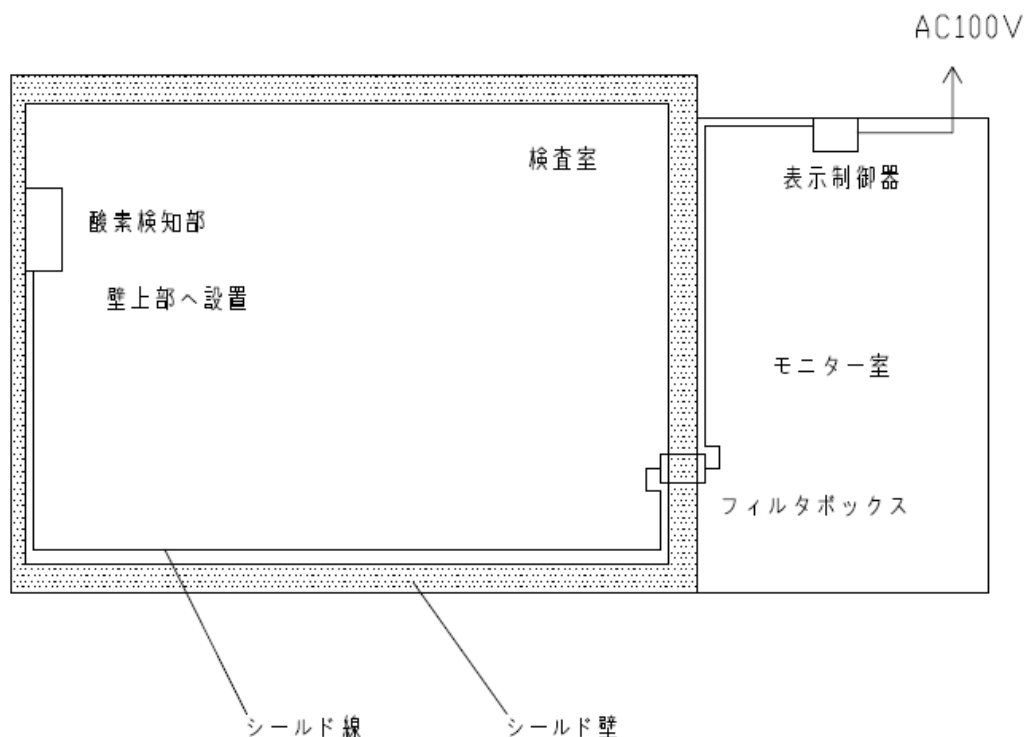 AC100V
検査室
表示制御器
酸素検知部
壁上部へ設置
モニター室
フィルタボックス
シールド線
シールド壁